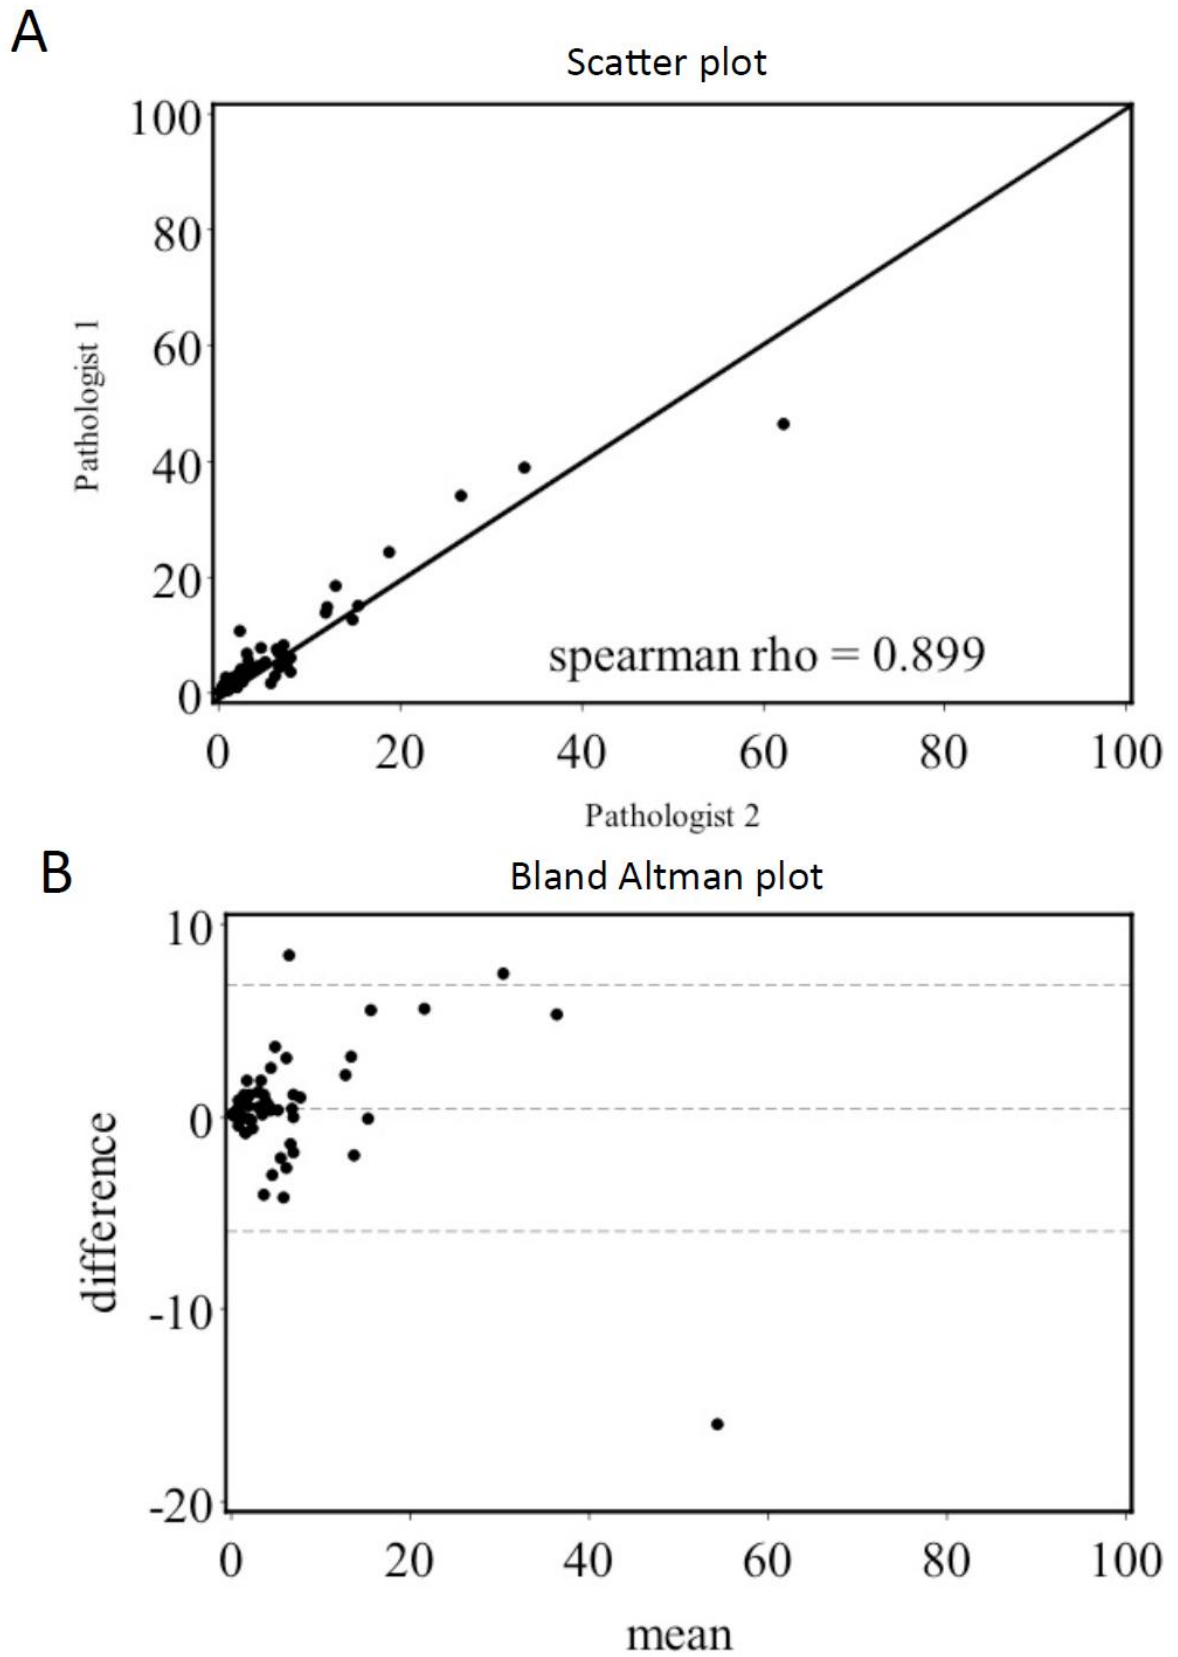 A
Scatter plot
100
80
60
40
20
0
Pathologist 1
spearman rho = 0.899
0 20 40 60 80 100
Pathologist 2
B
Bland Altman plot
10
0
-10
-20
difference
0 20 40 60 80 100
mean